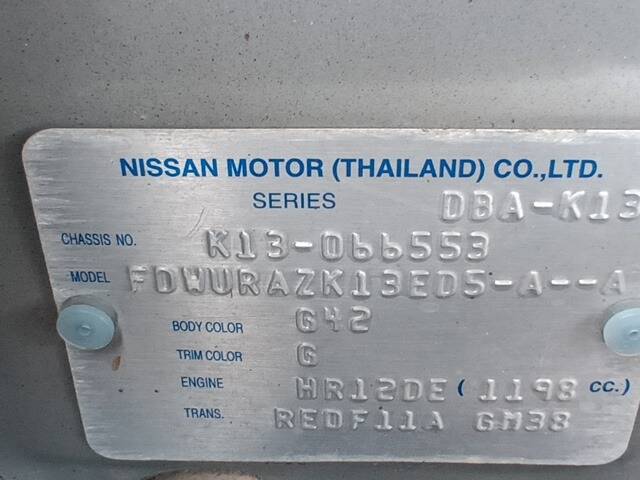 NISSAN MOTOR (THAILAND) CO.,LTD.
SERIES DBA-K13
CHASSIS NO. K13-066553
MODEL FDWURAZK13ED5-A--A
BODY COLOR G42
TRIM COLOR G
ENGINE HR12DE ( 1198 cc.)
TRANS. REDF11A GM38